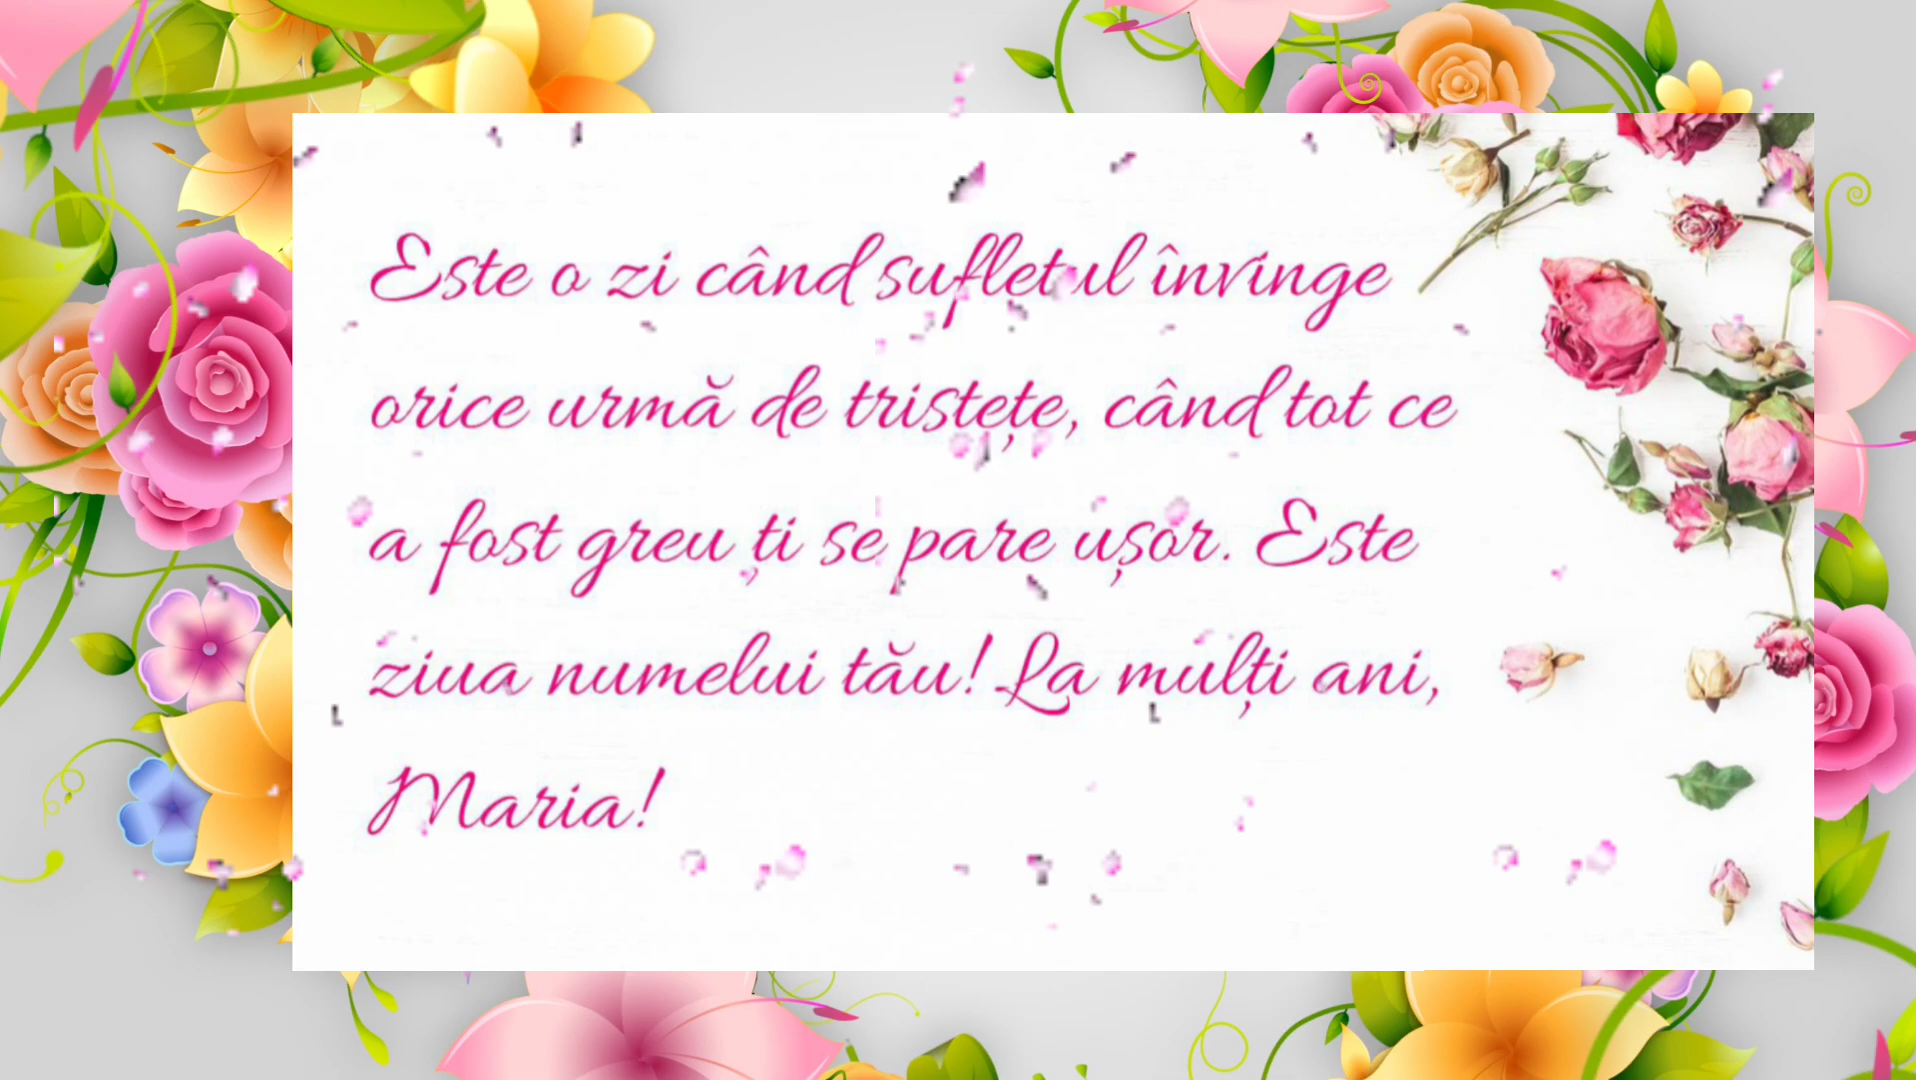 Este o zi când sufletul învinge
orice urmă de tristețe, când tot ce
a fost greu ți se pare ușor. Este
ziua numelui tău! La mulți ani,
Maria!